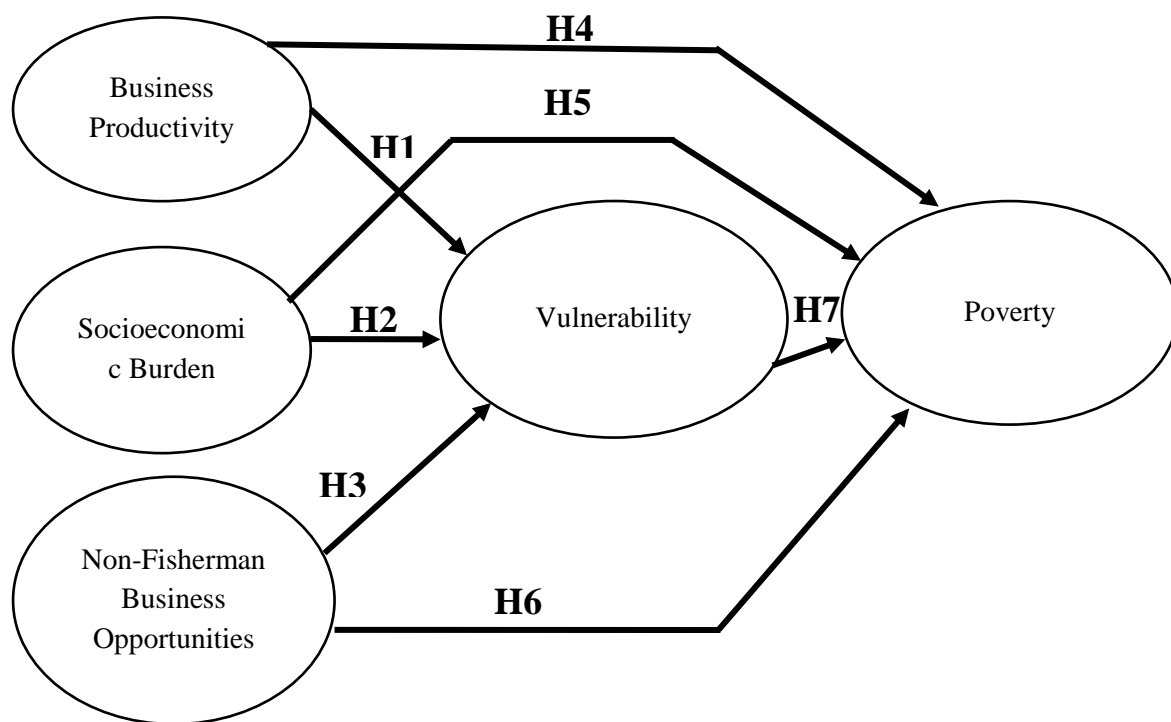 H4
Business
Productivity
H5
H1
Socioeconomi
c Burden
H2
Vulnerability
H7
Poverty
H3
Non-Fisherman
Business
Opportunities
H6